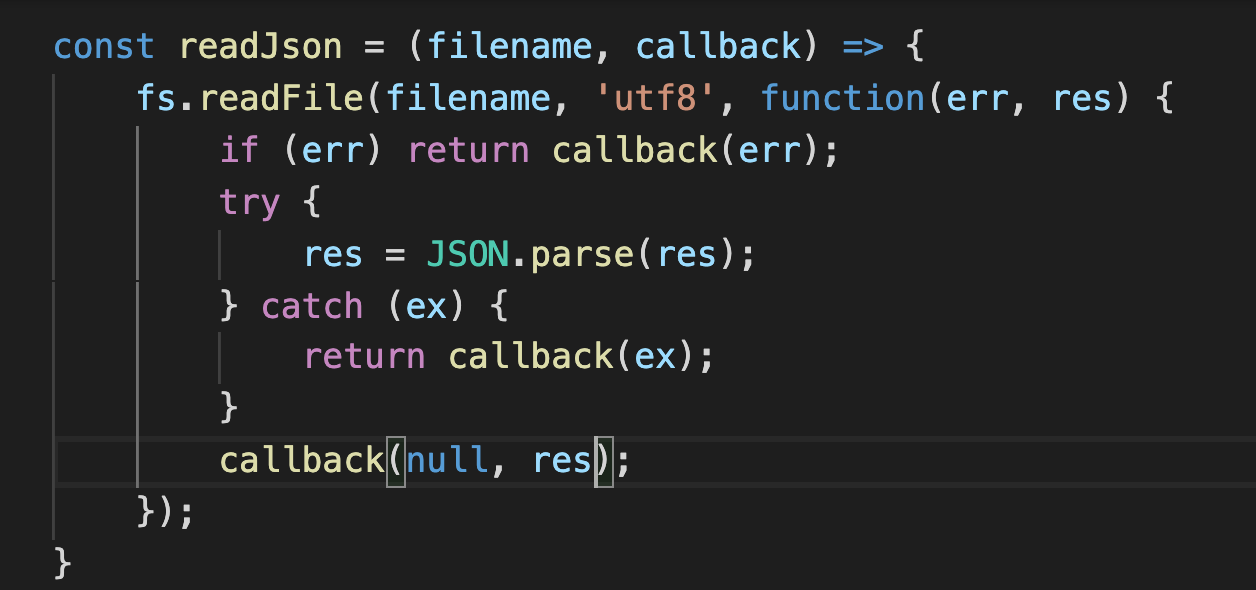 const readJson = (filename, callback) => {
    fs.readFile(filename, 'utf8', function(err, res) {
        if (err) return callback(err);
        try {
            res = JSON.parse(res);
        } catch (ex) {
            return callback(ex);
        }
        callback(null, res);
    });
}